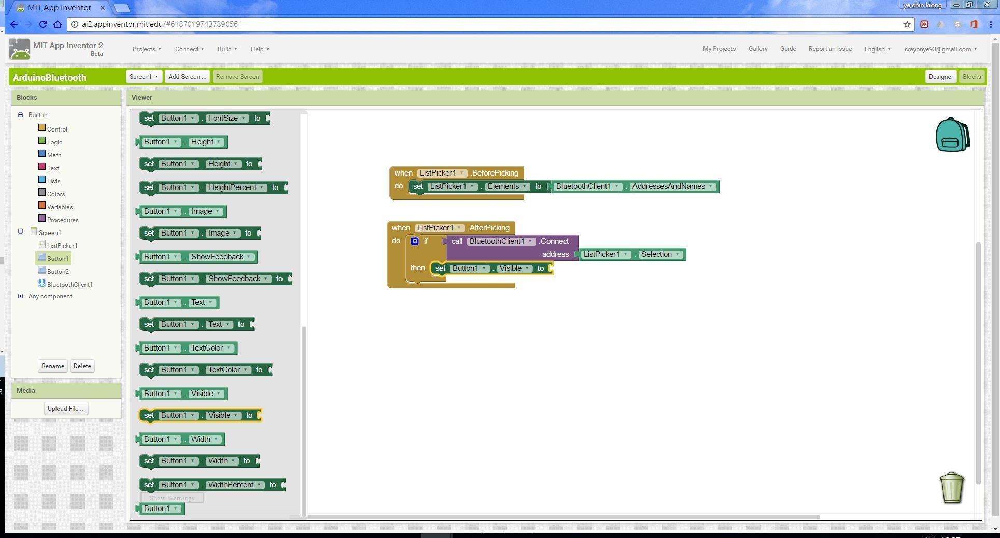 MIT App Inventor
ye chin kiong
ai2.appinventor.mit.edu/#6187019743789056
MIT App Inventor 2
Beta
Projects
Connect
Build
Help
My Projects
Gallery
Guide
Report an Issue
English
crayonye93@gmail.com
ArduinoBluetooth
Screen1
Add Screen ...
Remove Screen
Designer
Blocks
Blocks
Built-in
Control
Logic
Math
Text
Lists
Colors
Variables
Procedures
Screen1
ListPicker1
Button1
Button2
BluetoothClient1
Any component
Rename
Delete
Media
Upload File ...
Viewer
set Button1 . FontSize to
Button1 . Height
set Button1 . Height to
set Button1 . HeightPercent to
Button1 . Image
set Button1 . Image to
Button1 . ShowFeedback
set Button1 . ShowFeedback to
Button1 . Text
set Button1 . Text to
Button1 . TextColor
set Button1 . TextColor to
Button1 . Visible
set Button1 . Visible to
Button1 . Width
set Button1 . Width to
set Button1 . WidthPercent to
Show Warnings
Button1
when ListPicker1 .BeforePicking
do set ListPicker1 . Elements to BluetoothClient1 . AddressesAndNames
when ListPicker1 .AfterPicking
do if call BluetoothClient1 .Connect
address ListPicker1 . Selection
then set Button1 . Visible to